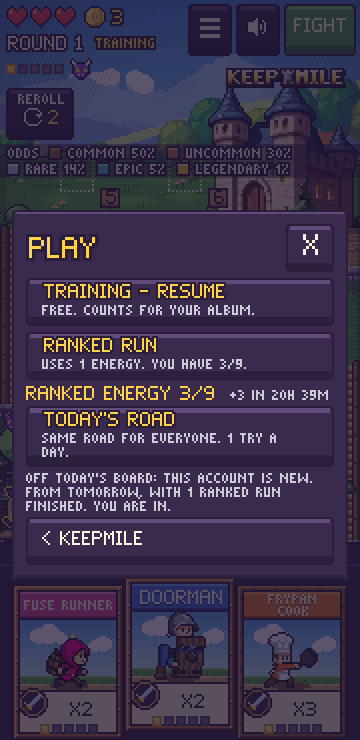 3
FIGHT
ROUND 1 TRAINING
KEEPMILE
REROLL
2
ODDS COMMON 50% UNCOMMON 30%
RARE 14% EPIC 5% LEGENDARY 1%
5 6
PLAY X
TRAINING - RESUME
FREE. COUNTS FOR YOUR ALBUM.
RANKED RUN
USES 1 ENERGY. YOU HAVE 3/9.
RANKED ENERGY 3/9 +3 IN 20H 39M
TODAY'S ROAD
SAME ROAD FOR EVERYONE. 1 TRY A
DAY.
OFF TODAY'S BOARD: THIS ACCOUNT IS NEW.
FROM TOMORROW, WITH 1 RANKED RUN
FINISHED. YOU ARE IN.
< KEEPMILE
FUSE RUNNER
X2
DOORMAN
X2
FRYPAN
COOK
X3